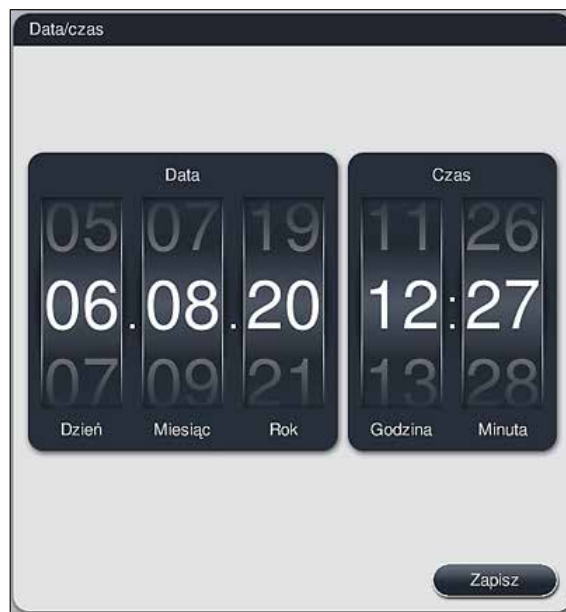 Data/czas
Data
Czas
05 07 19 11 26
06.08.20 12:27
07 09 21 13 28
Dzień Miesiąc Rok Godzina Minuta
Zapisz